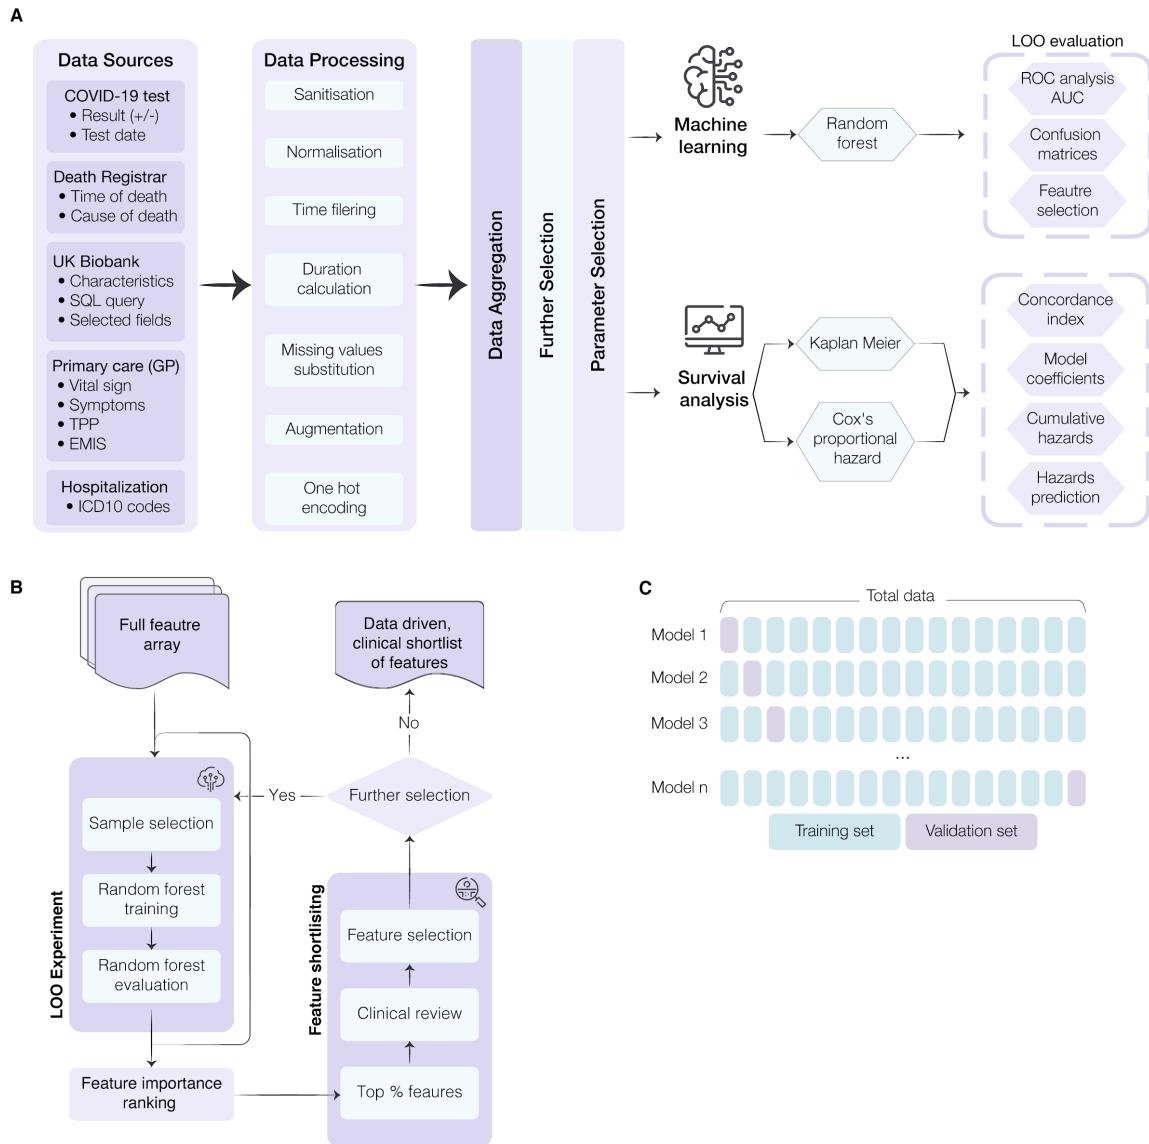 A
Data Sources
COVID-19 test
• Result (+/-)
• Test date
Death Registrar
• Time of death
• Cause of death
UK Biobank
• Characteristics
• SQL query
• Selected fields
Primary care (GP)
• Vital sign
• Symptoms
• TPP
• EMIS
Hospitalization
• ICD10 codes
Data Processing
Sanitisation
Normalisation
Time filering
Duration
calculation
Missing values
substitution
Augmentation
One hot
encoding
Data Aggregation
Further Selection
Parameter Selection
Machine
learning
Random
forest
LOO evaluation
ROC analysis
AUC
Confusion
matrices
Feautre
selection
Survival
analysis
Kaplan Meier
Cox's
proportional
hazard
Concordance
index
Model
coefficients
Cumulative
hazards
Hazards
prediction
B
Full feautre
array
LOO Experiment
Sample selection
Random forest
training
Random forest
evaluation
Feature importance
ranking
Feature shortlisitng
Top % feaures
Clinical review
Feature selection
Further selection
Yes
No
Data driven,
clinical shortlist
of features
C
Total data
Model 1
Model 2
Model 3
...
Model n
Training set
Validation set